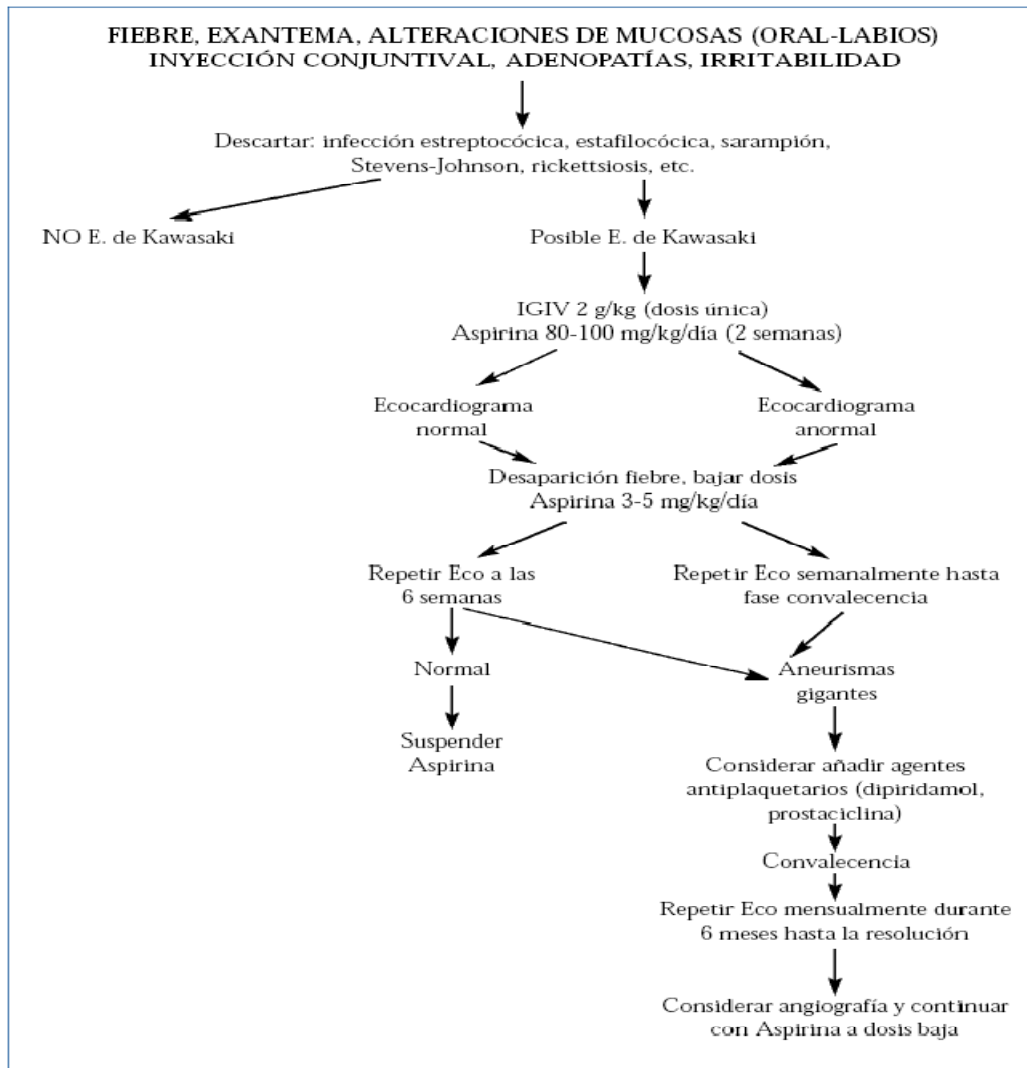 FIEBRE, EXANTEMA, ALTERACIONES DE MUCOSAS (ORAL-LABIOS)
INYECCIÓN CONJUNTIVAL, ADENOPATÍAS, IRRITABILIDAD
Descartar: infección estreptocócica, estafilocócica, sarampión,
Stevens-Johnson, rickettsiosis, etc.
NO E. de Kawasaki
Posible E. de Kawasaki
IGIV 2 g/kg (dosis única)
Aspirina 80-100 mg/kg/día (2 semanas)
Ecocardiograma
normal
Ecocardiograma
anormal
Desaparición fiebre, bajar dosis
Aspirina 3-5 mg/kg/día
Repetir Eco a las
6 semanas
Repetir Eco semanalmente hasta
fase convalecencia
Normal
Aneurismas
gigantes
Suspender
Aspirina
Considerar añadir agentes
antiplaquetarios (dipiridamol,
prostaciclina)
Convalecencia
Repetir Eco mensualmente durante
6 meses hasta la resolución
Considerar angiografía y continuar
con Aspirina a dosis baja